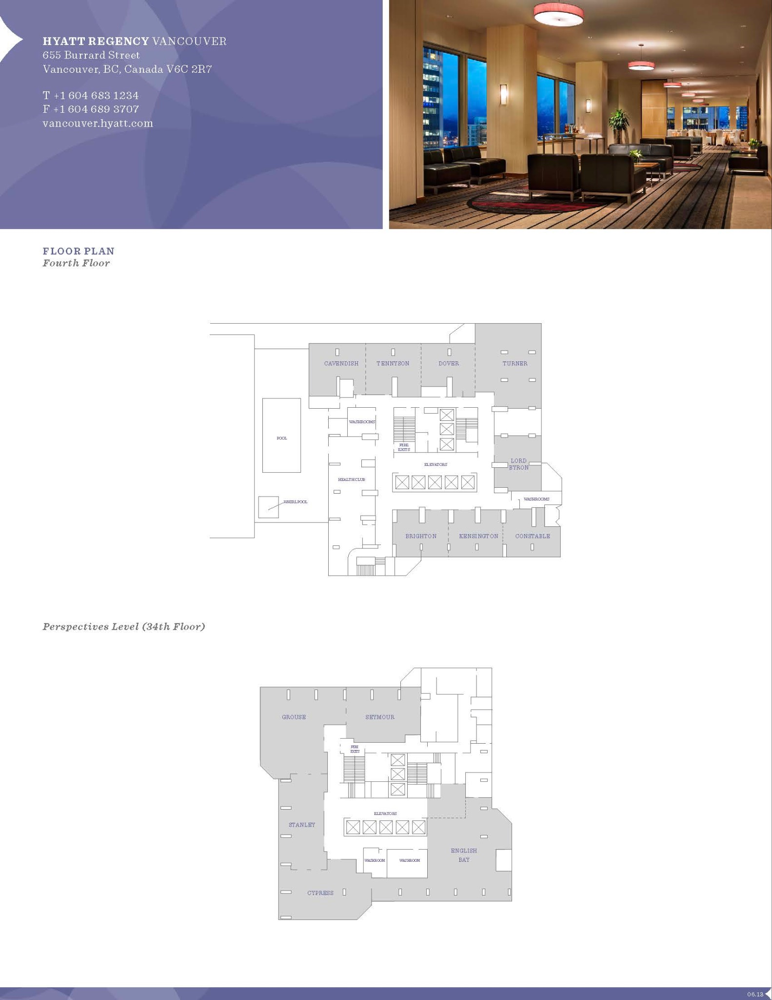 HYATT REGENCY VANCOUVER
655 Burrard Street
Vancouver, BC, Canada V6C 2R7
T +1 604 683 1234
F +1 604 689 3707
vancouver.hyatt.com
FLOOR PLAN
Fourth Floor
CAVENDISH
TENNYSON
DOVER
TURNER
WASHROOMS
POOL
FIRE
EXITS
LORD
BYRON
ELEVATORS
HEALTH CLUB
WHIRLPOOL
WASHROOMS
BRIGHTON
KENSINGTON
CONSTABLE
Perspectives Level (34th Floor)
GROUSE
SEYMOUR
FIRE
EXITS
ELEVATORS
STANLEY
ENGLISH
BAY
WASHROOM
WASHROOM
CYPRESS
06.13